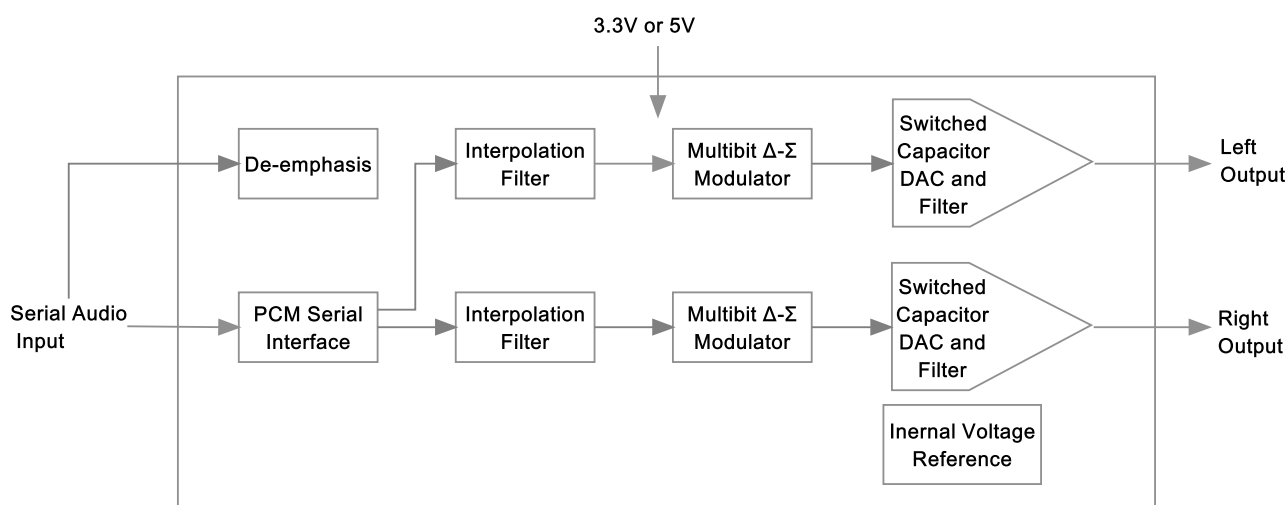 3.3V or 5V
De-emphasis
Interpolation
Filter
Multibit Δ-Σ
Modulator
Switched
Capacitor
DAC and
Filter
Left
Output
Serial Audio
Input
PCM Serial
Interface
Interpolation
Filter
Multibit Δ-Σ
Modulator
Switched
Capacitor
DAC and
Filter
Right
Output
Inernal Voltage
Reference